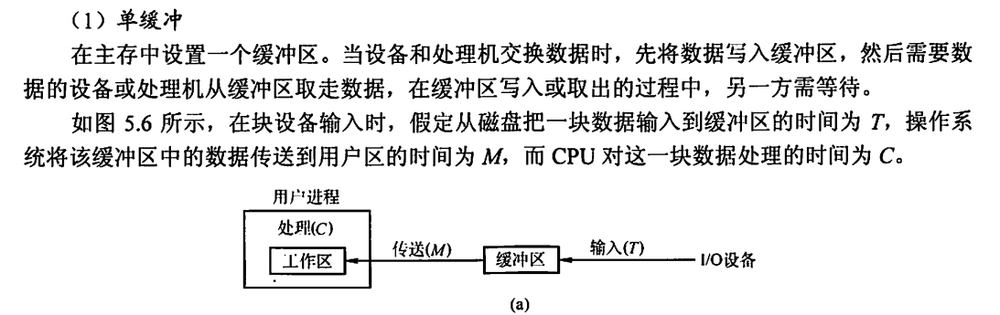 （1）单缓冲
在主存中设置一个缓冲区。当设备和处理机交换数据时，先将数据写入缓冲区，然后需要数
据的设备或处理机从缓冲区取走数据，在缓冲区写入或取出的过程中，另一方需等待。
如图 5.6 所示，在块设备输入时，假定从磁盘把一块数据输入到缓冲区的时间为 T，操作系
统将该缓冲区中的数据传送到用户区的时间为 M，而 CPU 对这一块数据处理的时间为 C。
用户进程
处理(C)
工作区
传送(M)
缓冲区
输入(T)
I/O设备
(a)